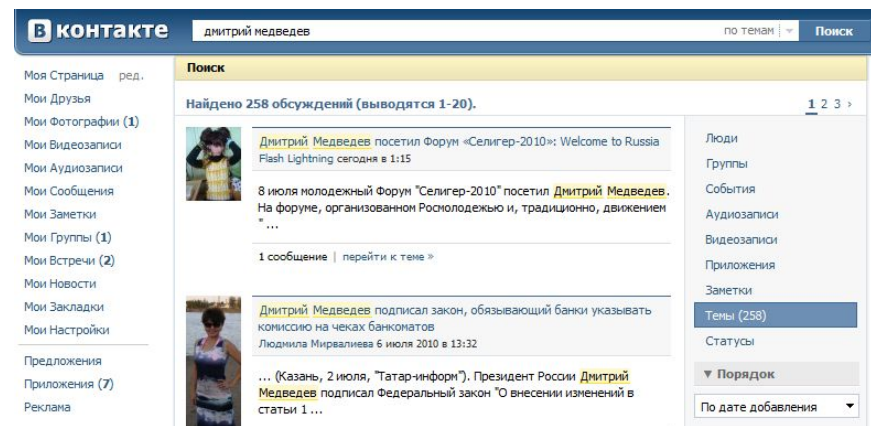 В контакте
дмитрий медведев
по темам
Поиск
Моя Страница ред.
Мои Друзья
Мои Фотографии (1)
Мои Видеозаписи
Мои Аудиозаписи
Мои Сообщения
Мои Заметки
Мои Группы (1)
Мои Встречи (2)
Мои Новости
Мои Закладки
Мои Настройки
Предложения
Приложения (7)
Реклама
Поиск
Найдено 258 обсуждений (выводятся 1-20).
1 2 3 ›
Дмитрий Медведев посетил Форум «Селигер-2010»: Welcome to Russia
Flash Lightning сегодня в 1:15
8 июля молодежный Форум "Селигер-2010" посетил Дмитрий Медведев.
На форуме, организованном Росмолодежью и, традиционно, движением
" ...
1 сообщение | перейти к теме »
Дмитрий Медведев подписал закон, обязывающий банки указывать
комиссию на чеках банкоматов
Людмила Мирвалиева 6 июля 2010 в 13:32
... (Казань, 2 июля, "Татар-информ"). Президент России Дмитрий
Медведев подписал Федеральный закон "О внесении изменений в
статьи 1 ...
Люди
Группы
События
Аудиозаписи
Видеозаписи
Приложения
Заметки
Темы (258)
Статусы
▼ Порядок
По дате добавления